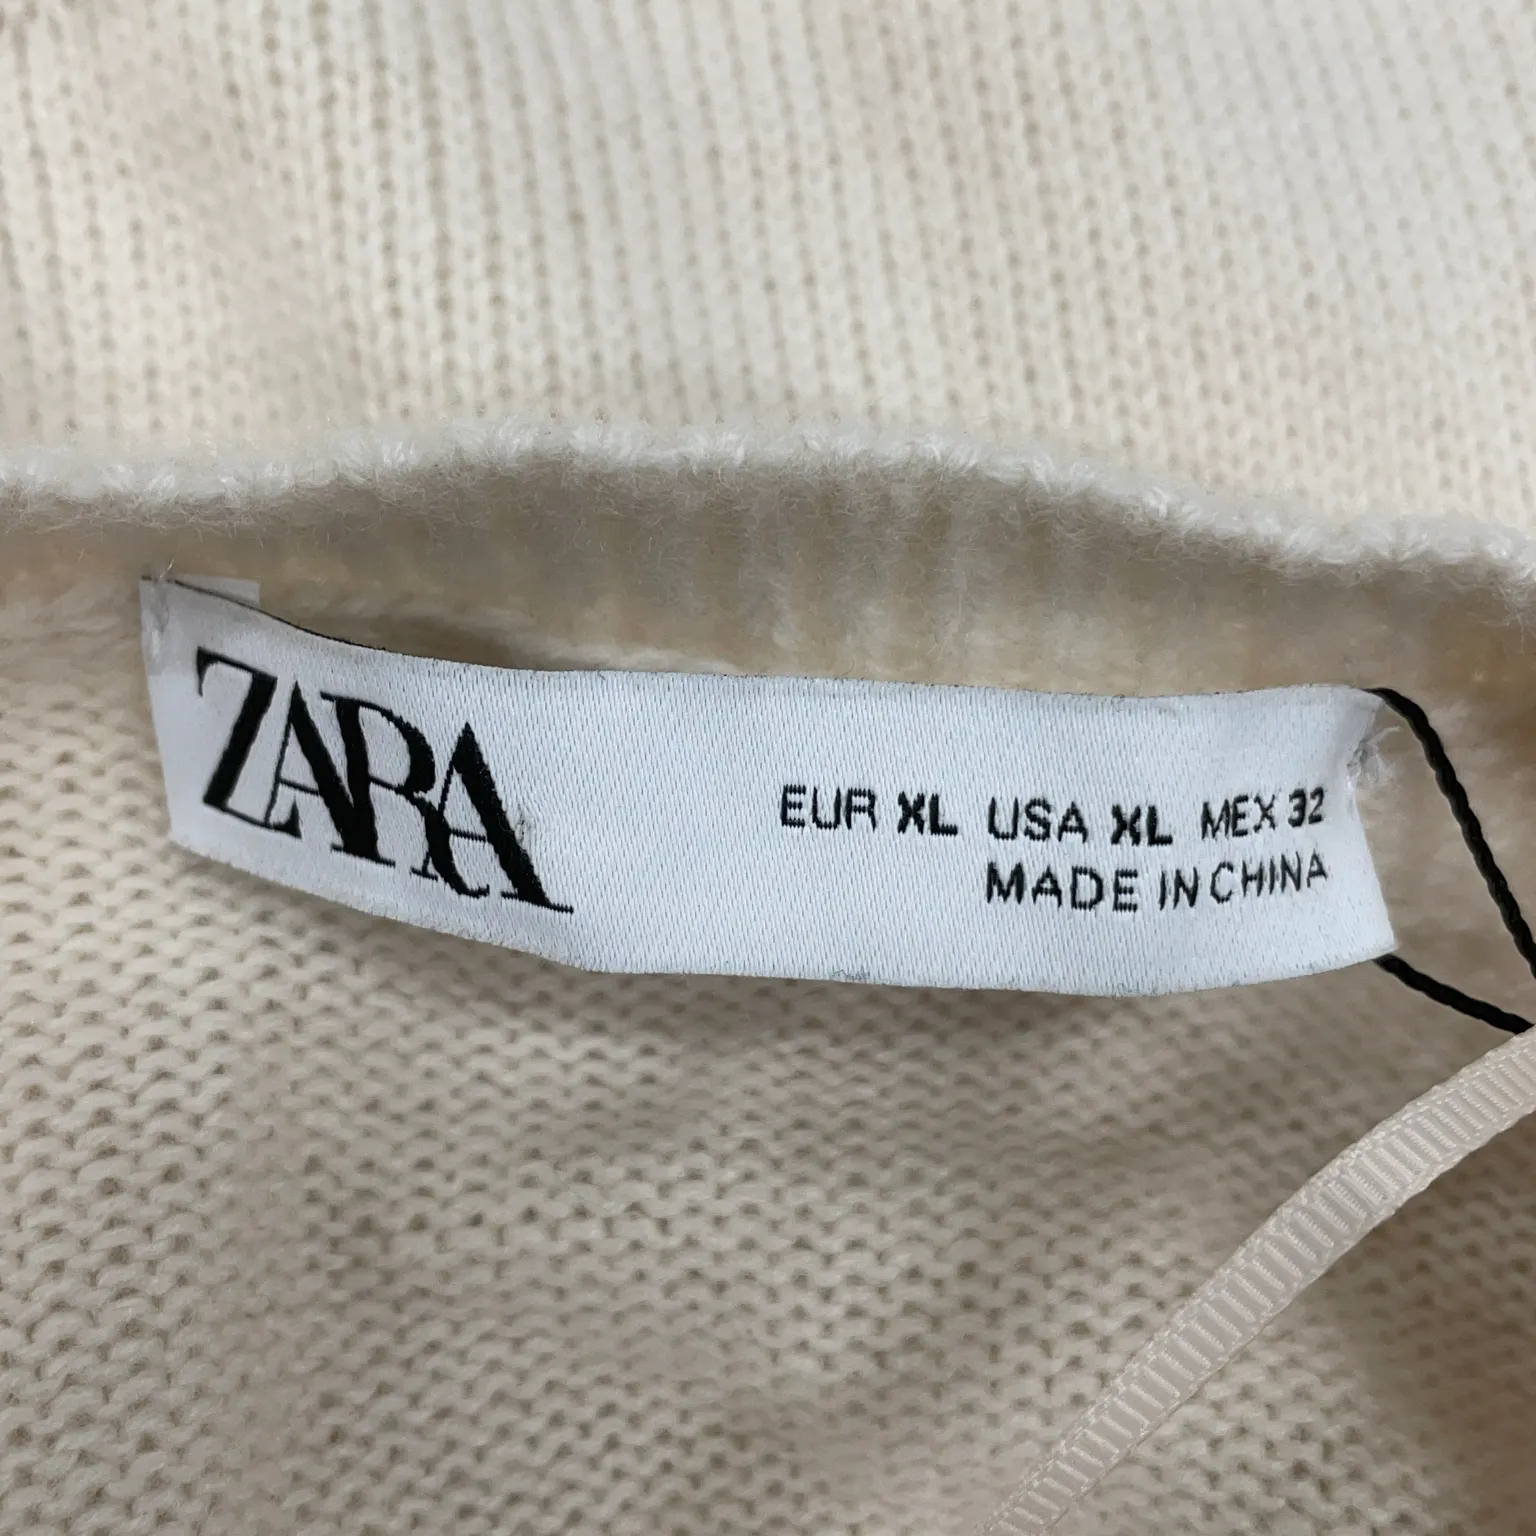 ZARA
EUR XL USA XL MEX 32
MADE IN CHINA